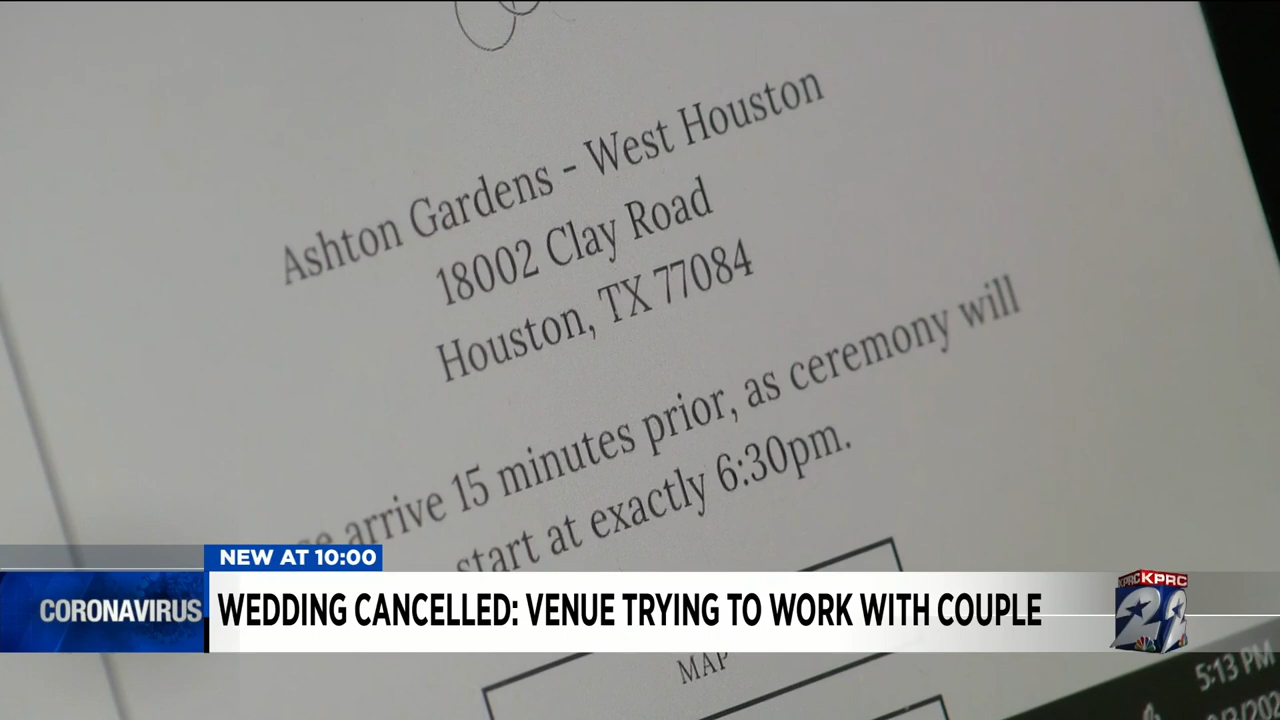 Ashton Gardens - West Houston
18002 Clay Road
Houston, TX 77084
arrive 15 minutes prior, as ceremony will
start at exactly 6:30pm.
MAP
NEW AT 10:00
CORONAVIRUS
WEDDING CANCELLED: VENUE TRYING TO WORK WITH COUPLE
KPRC
KPRC
2
5:13 PM